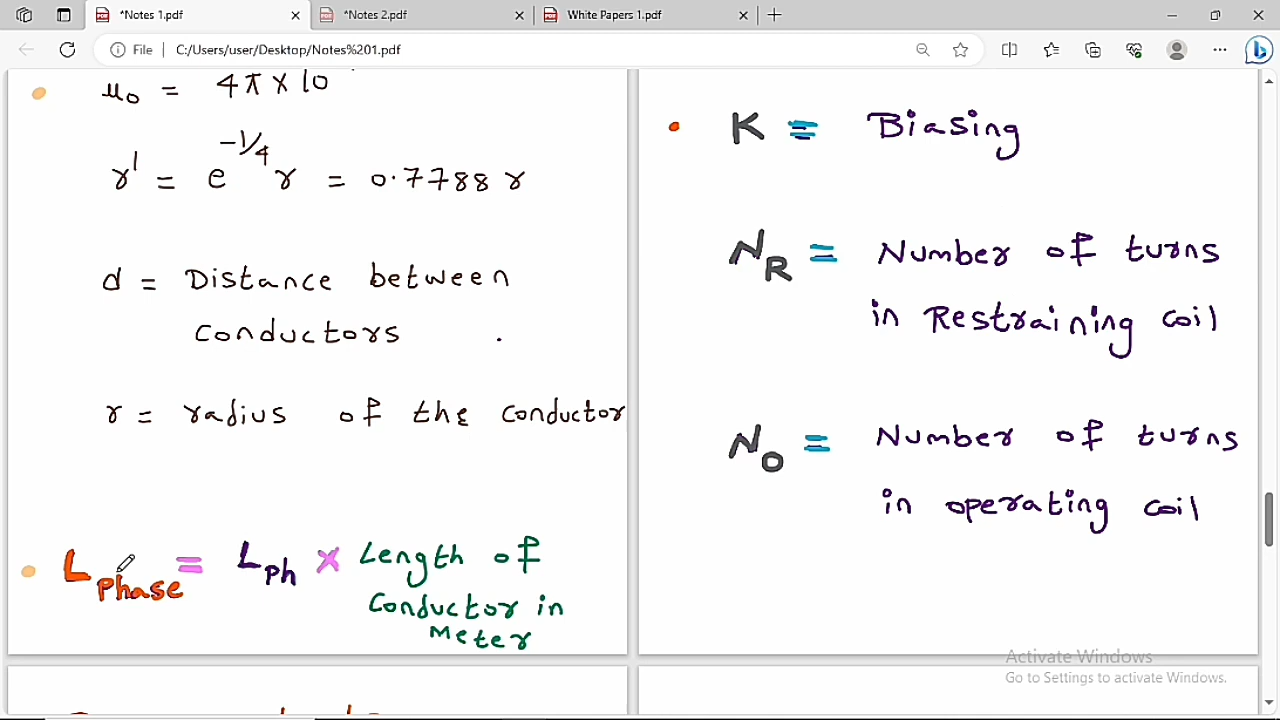 *Notes 1.pdf
*Notes 2.pdf
White Papers 1.pdf
File C:/Users/user/Desktop/Notes%201.pdf
μ₀ = 4π × 10
r' = e^-1/4 r = 0.7788 r
d = Distance between
conductors .
r = radius of the conductor
• L Phase = L Ph × Length of
Conductor in
Meter
• K = Biasing
N_R = Number of turns
in Restraining coil
N_O = Number of turns
in operating coil
Activate Windows
Go to Settings to activate Windows.